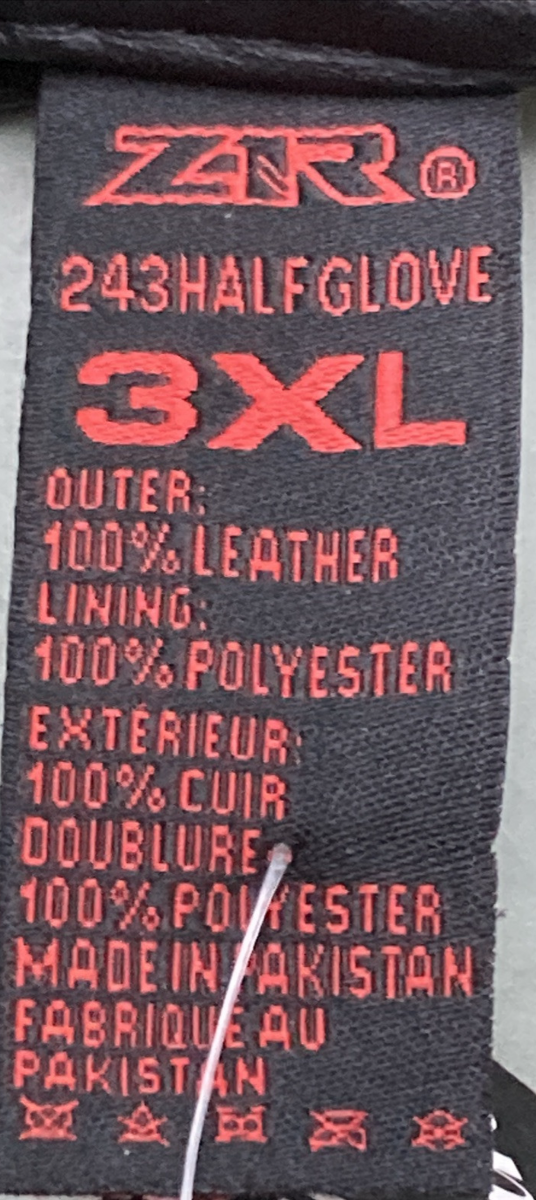 Z1R®
243HALFGLOVE
3XL
OUTER:
100% LEATHER
LINING:
100% POLYESTER
EXTÉRIEUR:
100% CUIR
DOUBLURE:
100% POLYESTER
MADE IN PAKISTAN
FABRIQUE AU
PAKISTAN